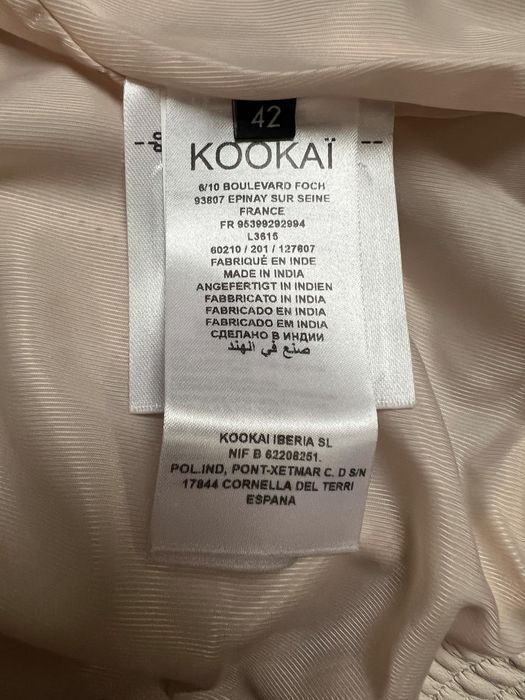 42
KOOKAÏ
6/10 BOULEVARD FOCH
93807 EPINAY SUR SEINE
FRANCE
FR 95399292994
L3615
60210 / 201 / 127607
FABRIQUÉ EN INDE
MADE IN INDIA
ANGEFERTIGT IN INDIEN
FABBRICATO IN INDIA
FABRICADO EN INDIA
FABRICADO EM INDIA
СДЕЛАНО В ИНДИИ
صنع في الهند
KOOKAI IBERIA SL
NIF B 62208251.
POL.IND, PONT-XETMAR C. D S/N
17844 CORNELLA DEL TERRI
ESPANA